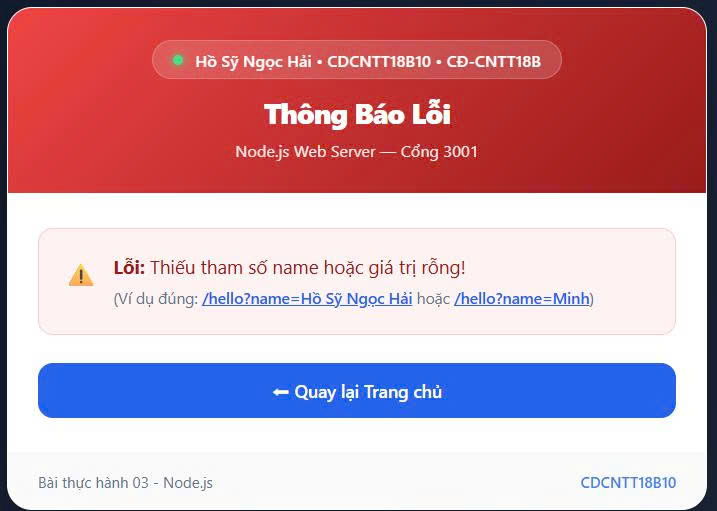 Hồ Sỹ Ngọc Hải • CDCNTT18B10 • CĐ-CNTT18B
Thông Báo Lỗi
Node.js Web Server — Cổng 3001
Lỗi: Thiếu tham số name hoặc giá trị rỗng!
(Ví dụ đúng: /hello?name=Hồ Sỹ Ngọc Hải hoặc /hello?name=Minh)
⬅ Quay lại Trang chủ
Bài thực hành 03 - Node.js
CDCNTT18B10